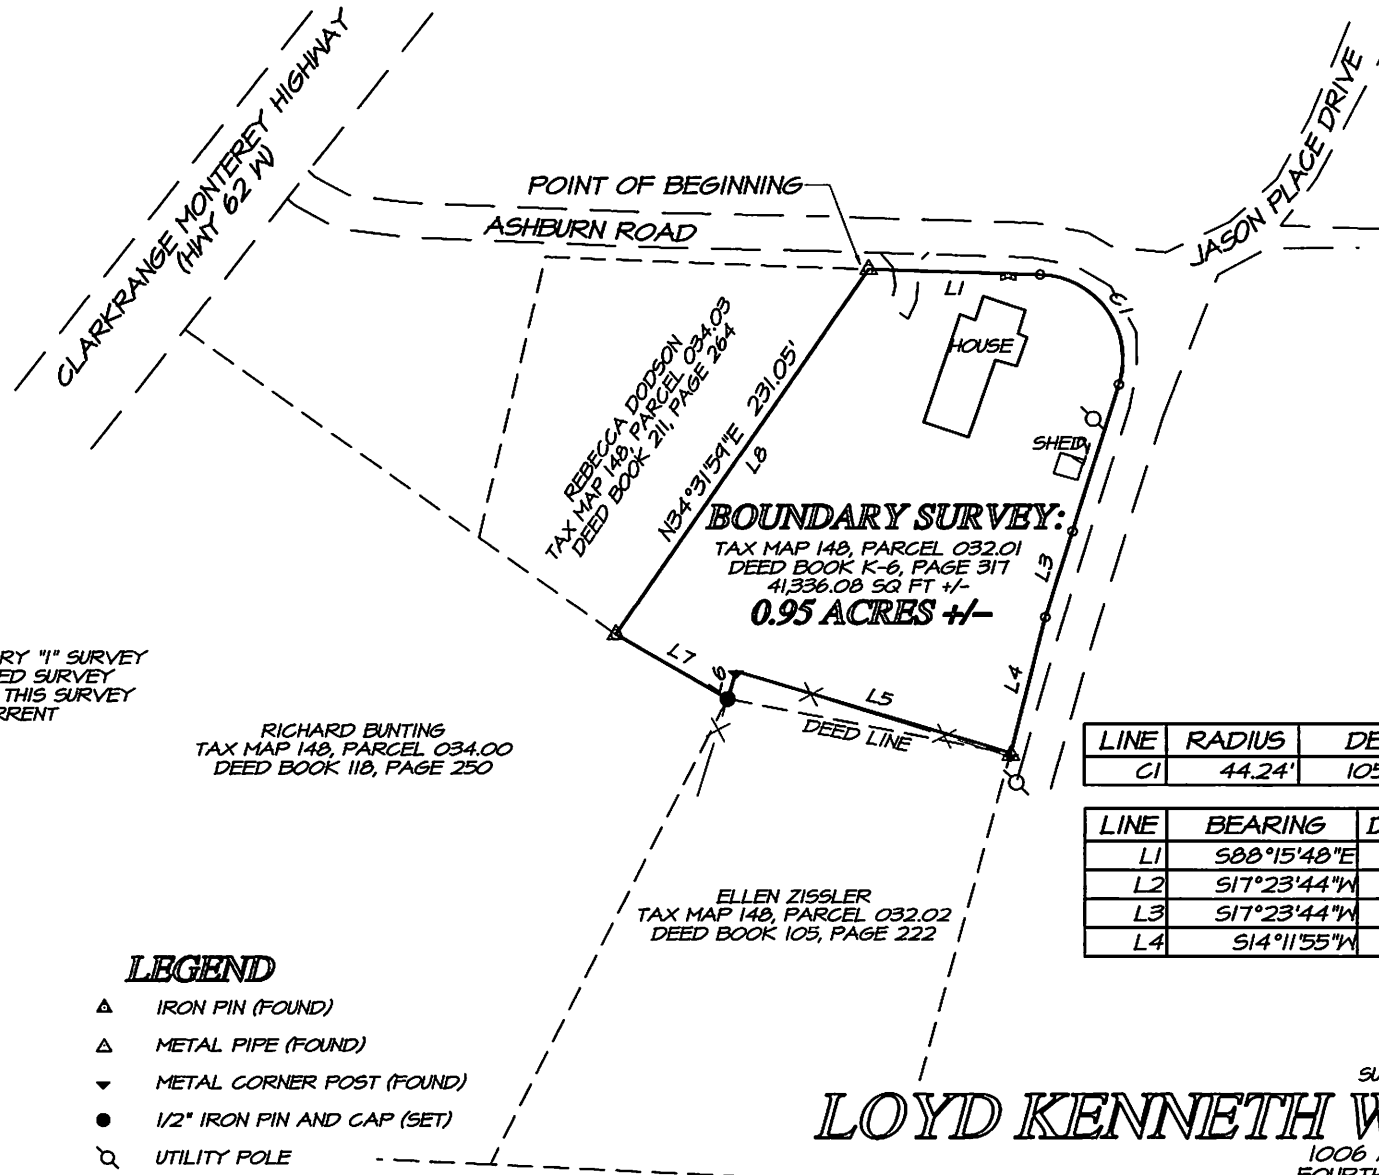 CLARKRANGE MONTEREY HIGHWAY
(HWY 62 W)
POINT OF BEGINNING
ASHBURN ROAD
JASON PLACE DRIVE
L1
C1
HOUSE
SHED
REBECCA DODSON
TAX MAP 148, PARCEL 034.03
DEED BOOK 211, PAGE 264
N34°31'59"E 231.05'
L8
BOUNDARY SURVEY:
TAX MAP 148, PARCEL 032.01
DEED BOOK K-6, PAGE 317
41,336.08 SQ FT +/-
0.95 ACRES +/-
L3
L4
L7
L5
DEED LINE
RY "I" SURVEY
ED SURVEY
THIS SURVEY
RRENT
RICHARD BUNTING
TAX MAP 148, PARCEL 034.00
DEED BOOK 118, PAGE 250
ELLEN ZISSLER
TAX MAP 148, PARCEL 032.02
DEED BOOK 105, PAGE 222
LINE RADIUS DE
C1 44.24' 105
LINE BEARING D
L1 S88°15'48"E
L2 S17°23'44"W
L3 S17°23'44"W
L4 S14°11'55"W
LEGEND
IRON PIN (FOUND)
METAL PIPE (FOUND)
METAL CORNER POST (FOUND)
1/2" IRON PIN AND CAP (SET)
UTILITY POLE
SU
LOYD KENNETH W
1006
FOURTH